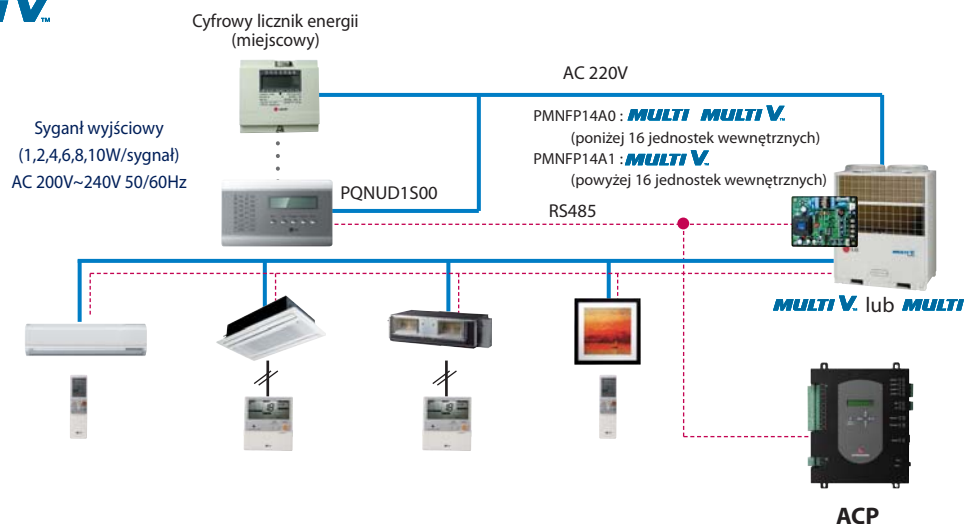 V™
Cyfrowy licznik energii
(miejscowy)
AC 220V
PMNFP14A0 : MULTI MULTI V.
(poniżej 16 jednostek wewnętrznych)
PMNFP14A1 : MULTI V.
(powyżej 16 jednostek wewnętrznych)
Syganł wyjściowy
(1,2,4,6,8,10W/sygnał)
AC 200V~240V 50/60Hz
PQNUD1S00
RS485
MULTI V. lub MULTI
ACP